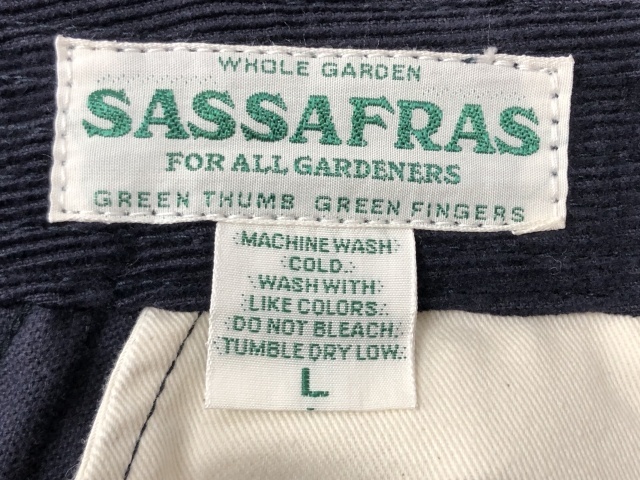 WHOLE GARDEN
SASSAFRAS
FOR ALL GARDENERS
GREEN THUMB GREEN FINGERS
MACHINE WASH
COLD.
WASH WITH
LIKE COLORS.
DO NOT BLEACH.
TUMBLE DRY LOW.
L